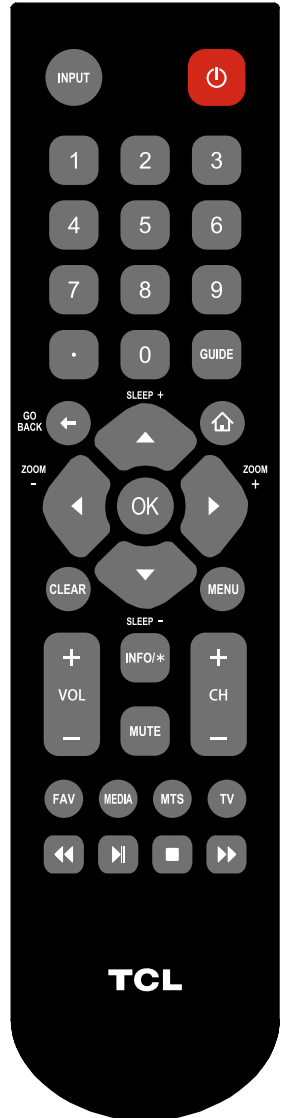 INPUT
1 2 3
4 5 6
7 8 9
. 0 GUIDE
SLEEP +
GO
BACK
ZOOM
-
ZOOM
+
OK
CLEAR
MENU
SLEEP -
+
VOL
-
INFO/*
MUTE
+
CH
-
FAV MEDIA MTS TV
TCL